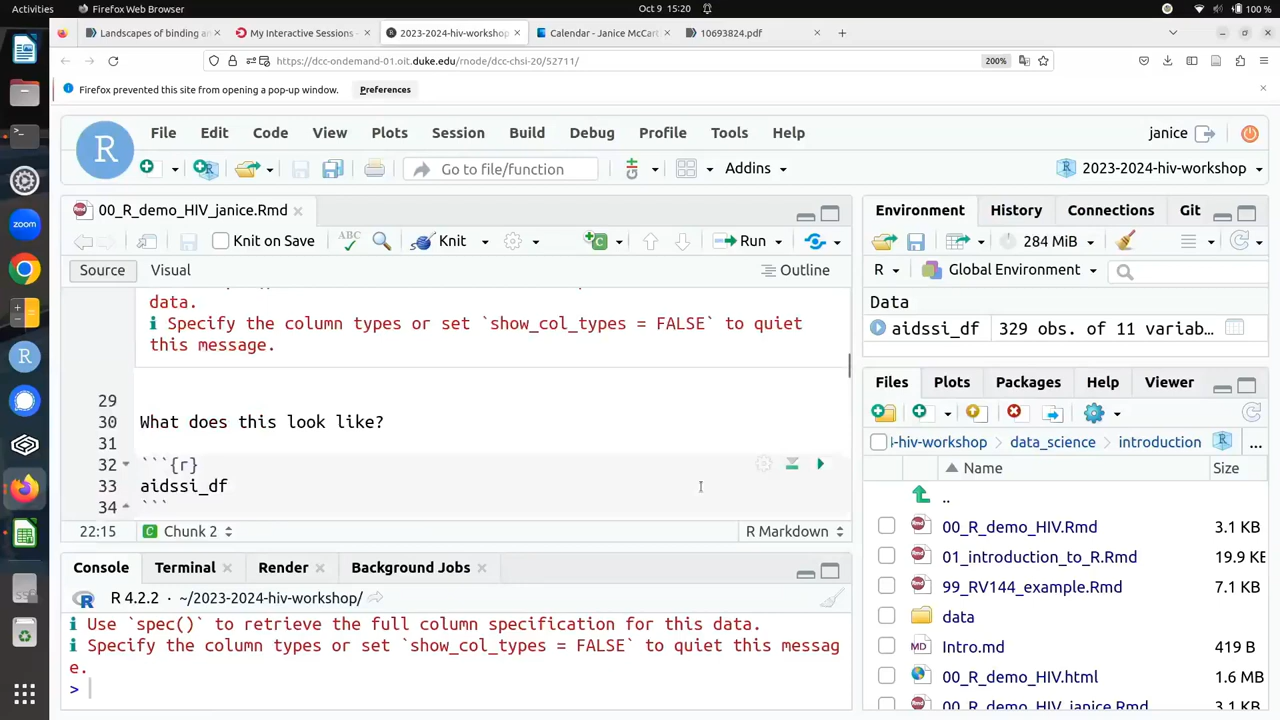 Activities
Firefox Web Browser
Oct 9 15:20
100 %
Landscapes of binding an
My Interactive Sessions -
2023-2024-hiv-workshop
Calendar - Janice McCart
10693824.pdf
https://dcc-ondemand-01.oit.duke.edu/rnode/dcc-chsi-20/52711/
200%
Firefox prevented this site from opening a pop-up window.
Preferences
File Edit Code View Plots Session Build Debug Profile Tools Help
janice
Go to file/function
Addins
2023-2024-hiv-workshop
00_R_demo_HIV_janice.Rmd
Knit on Save
ABC
Knit
Run
Source
Visual
Outline
data.
ℹ Specify the column types or set `show_col_types = FALSE` to quiet
this message.
29
30 What does this look like?
31
32 ```{r}
33 aidssi_df
34 ```
22:15
Chunk 2
R Markdown
Console
Terminal
Render
Background Jobs
R 4.2.2 · ~/2023-2024-hiv-workshop/
ℹ Use `spec()` to retrieve the full column specification for this data.
ℹ Specify the column types or set `show_col_types = FALSE` to quiet this messag
e.
>
Environment
History
Connections
Git
284 MiB
R
Global Environment
Data
aidssi_df
329 obs. of 11 variab...
Files
Plots
Packages
Help
Viewer
-hiv-workshop
data_science
introduction
...
Name
Size
..
00_R_demo_HIV.Rmd
3.1 KB
01_introduction_to_R.Rmd
19.9 KE
99_RV144_example.Rmd
7.1 KB
data
Intro.md
419 B
00_R_demo_HIV.html
1.6 MB
00_R_demo_HIV_janice.Rmd
3.1 KB